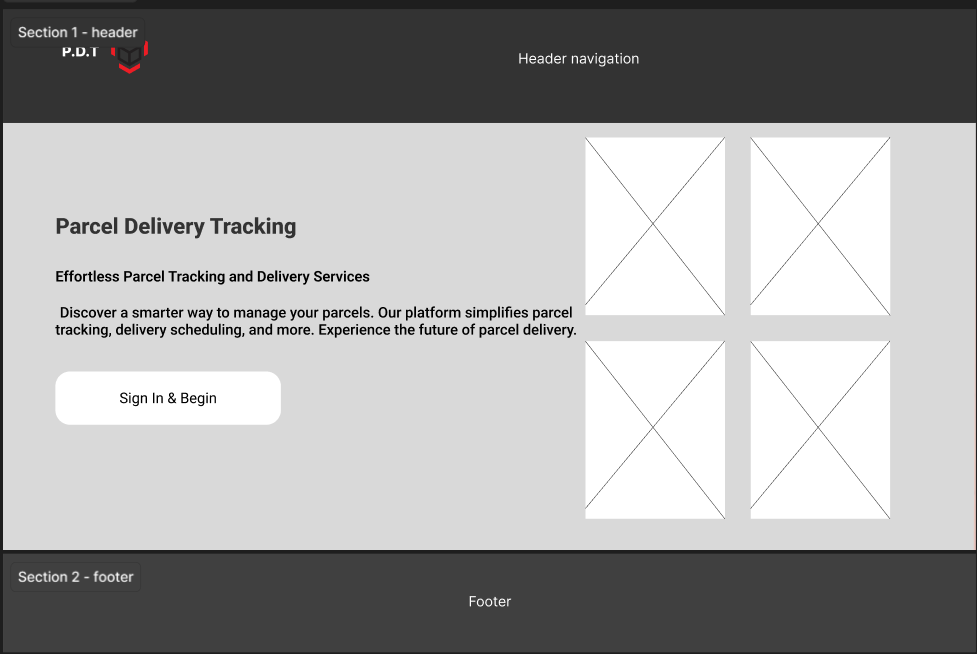 Section 1 - header
P.D.T
Header navigation
Parcel Delivery Tracking
Effortless Parcel Tracking and Delivery Services
Discover a smarter way to manage your parcels. Our platform simplifies parcel
tracking, delivery scheduling, and more. Experience the future of parcel delivery.
Sign In & Begin
Section 2 - footer
Footer